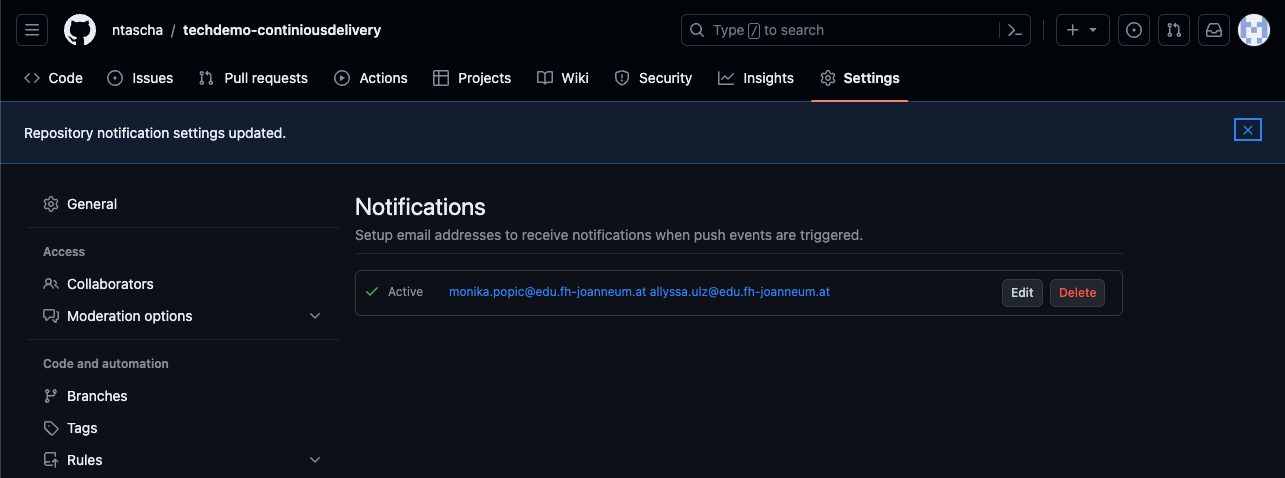 ntascha / techdemo-continiousdelivery
Type / to search
Code Issues Pull requests Actions Projects Wiki Security Insights Settings
Repository notification settings updated.
General
Access
Collaborators
Moderation options
Code and automation
Branches
Tags
Rules
Notifications
Setup email addresses to receive notifications when push events are triggered.
Active monika.popic@edu.fh-joanneum.at allyssa.ulz@edu.fh-joanneum.at Edit Delete